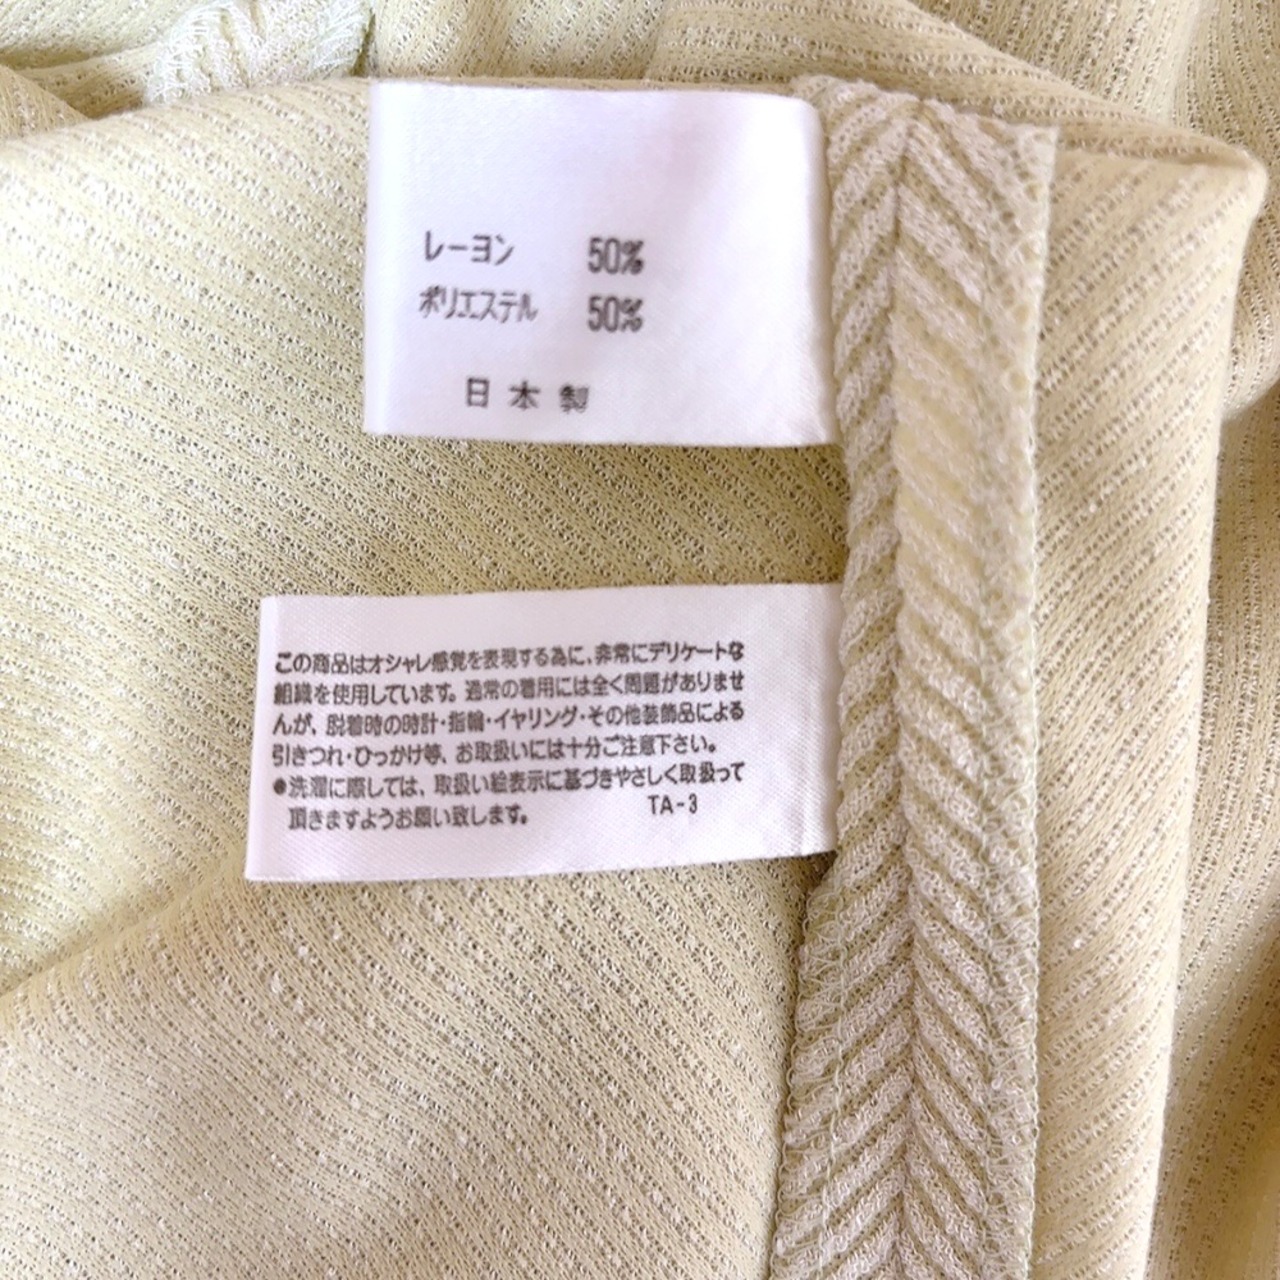 レーヨン 50%
ポリエステル 50%
日本製
この商品はオシャレ感覚を表現する為に、非常にデリケートな
組織を使用しています。通常の着用には全く問題がありませ
んが、脱着時の時計・指輪・イヤリング・その他装飾品による
引きつれ・ひっかけ等、お取扱いには十分ご注意下さい。
●洗濯に際しては、取扱い絵表示に基づきやさしく取扱って
頂きますようお願い致します。 TA-3